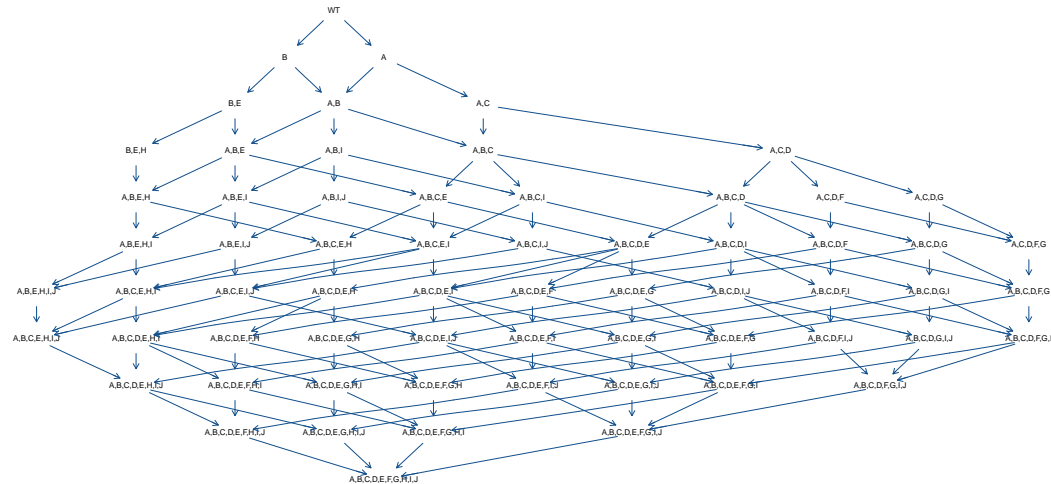 WT
B A
B,E A,B A,C
B,E,H A,B,E A,B,I A,B,C A,C,D
A,B,E,H A,B,E,I A,B,I,J A,B,C,E A,B,C,I A,B,C,D A,C,D,F A,C,D,G
A,B,E,H,I A,B,E,I,J A,B,C,E,H A,B,C,E,I A,B,C,I,J A,B,C,D,E A,B,C,D,I A,B,C,D,F A,B,C,D,G A,C,D,F,G
A,B,E,H,I,J A,B,C,E,H,I A,B,C,E,I,J A,B,C,D,E,H A,B,C,D,E,I A,B,C,D,E,F A,B,C,D,E,G A,B,C,D,I,J A,B,C,D,F,I A,B,C,D,G,I A,B,C,D,F,G
A,B,C,E,H,I,J A,B,C,D,E,H,I A,B,C,D,E,F,H A,B,C,D,E,G,H A,B,C,D,E,I,J A,B,C,D,E,F,I A,B,C,D,E,G,I A,B,C,D,E,F,G A,B,C,D,F,I,J A,B,C,D,G,I,J A,B,C,D,F,G,I
A,B,C,D,E,H,I,J A,B,C,D,E,F,H,I A,B,C,D,E,G,H,I A,B,C,D,E,F,G,H A,B,C,D,E,F,I,J A,B,C,D,E,G,I,J A,B,C,D,E,F,G,I A,B,C,D,F,G,I,J
A,B,C,D,E,F,H,I,J A,B,C,D,E,G,H,I,J A,B,C,D,E,F,G,H,I A,B,C,D,E,F,G,I,J
A,B,C,D,E,F,G,H,I,J